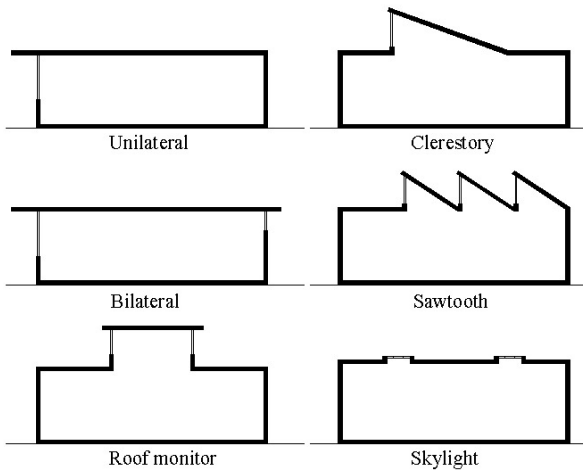 Unilateral
Clerestory
Bilateral
Sawtooth
Roof monitor
Skylight